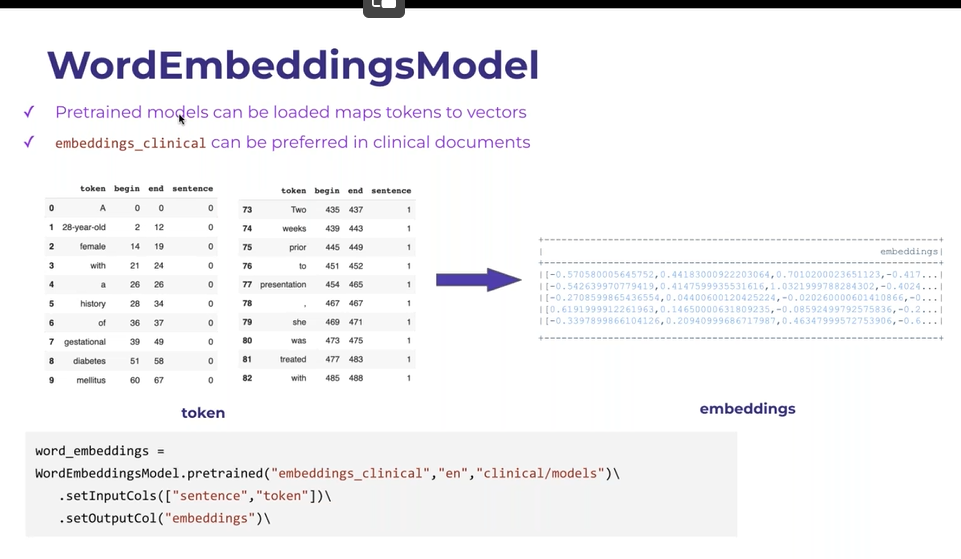 WordEmbeddingsModel
✓ Pretrained models can be loaded maps tokens to vectors
✓ embeddings_clinical can be preferred in clinical documents
token begin end sentence
0 A 0 0 0
1 28-year-old 2 12 0
2 female 14 19 0
3 with 21 24 0
4 a 26 26 0
5 history 28 34 0
6 of 36 37 0
7 gestational 39 49 0
8 diabetes 51 58 0
9 mellitus 60 67 0
token begin end sentence
73 Two 435 437 1
74 weeks 439 443 1
75 prior 445 449 1
76 to 451 452 1
77 presentation 454 465 1
78 , 467 467 1
79 she 469 471 1
80 was 473 475 1
81 treated 477 483 1
82 with 485 488 1
token
+--------------------------------------------------------------------+
| embeddings|
+--------------------------------------------------------------------+
|[-0.570580005645752,0.44183000922203064,0.7010200023651123,-0.417...|
|[-0.542639970779419,0.4147599935531616,1.0321999788284302,-0.4024...|
|[-0.2708599865436554,0.04400600120425224,-0.020260000601410866,-0...|
|[0.6191999912261963,0.14650000631809235,-0.08592499792575836,-0.2...|
|[-0.3397899866104126,0.20940999686717987,0.46347999572753906,-0.6...|
+--------------------------------------------------------------------+
embeddings
word_embeddings =
WordEmbeddingsModel.pretrained("embeddings_clinical","en","clinical/models")\
.setInputCols(["sentence","token"])\
.setOutputCol("embeddings")\